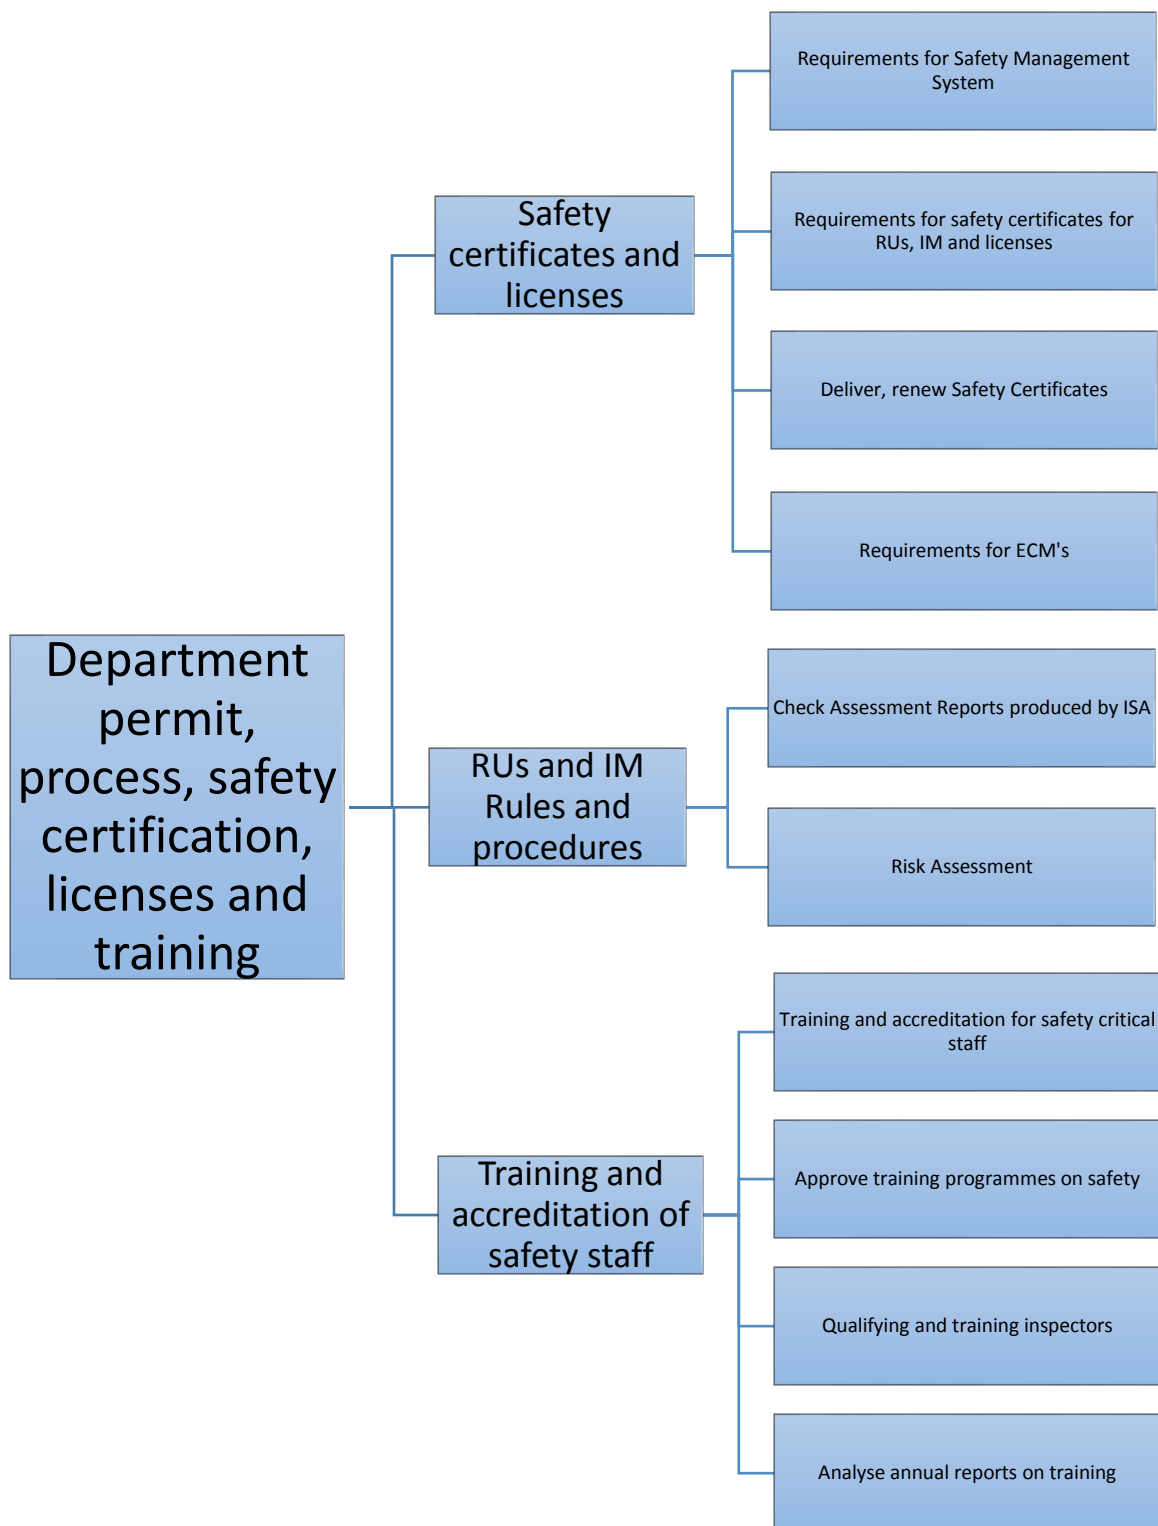 Department
permit,
process, safety
certification,
licenses and
training
Safety
certificates and
licenses
Requirements for Safety Management
System
Requirements for safety certificates for
RUs, IM and licenses
Deliver, renew Safety Certificates
Requirements for ECM's
RUs and IM
Rules and
procedures
Check Assessment Reports produced by ISA
Risk Assessment
Training and
accreditation of
safety staff
Training and accreditation for safety critical
staff
Approve training programmes on safety
Qualifying and training inspectors
Analyse annual reports on training